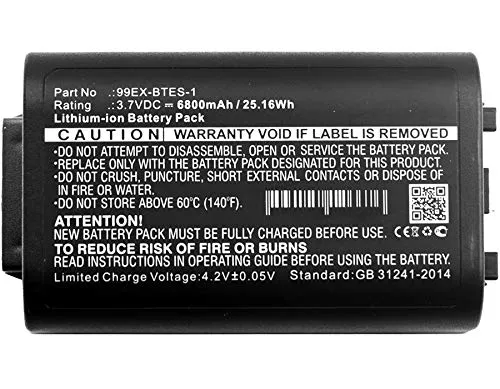 Part No .:99EX-BTES-1
Rating .:3.7VDC ⎓ 6800mAh / 25.16Wh
Lithium-ion Battery Pack
CAUTION: WARRANTY VOID IF LABEL IS REMOVED
·DO NOT ATTEMPT TO DISASSEMBLE, OPEN OR SERVICE BATTERY PACK.
·REPLACE ONLY WITH THE BATTERY PACK DESIGNATED FOR THIS PRODUCT.
·DO NOT CRUSH, PUNCTURE, SHORT EXTERNAL CONTACTS OR DISPOSE OF
IN FIRE OR WATER.
·DO NOT STORE ABOVE 60℃ (140℉).
ATTENTION!
NEW BATTERY PACK MUST BE FULLY CHARGED BEFORE USE.
TO REDUCE RISK OF FIRE OR BURNS
READ OPERATING GUIDE BEFORE USING THE BATTERY.
Limited Charge Voltage:4.2V±0.05V Standard:GB 31241-2014